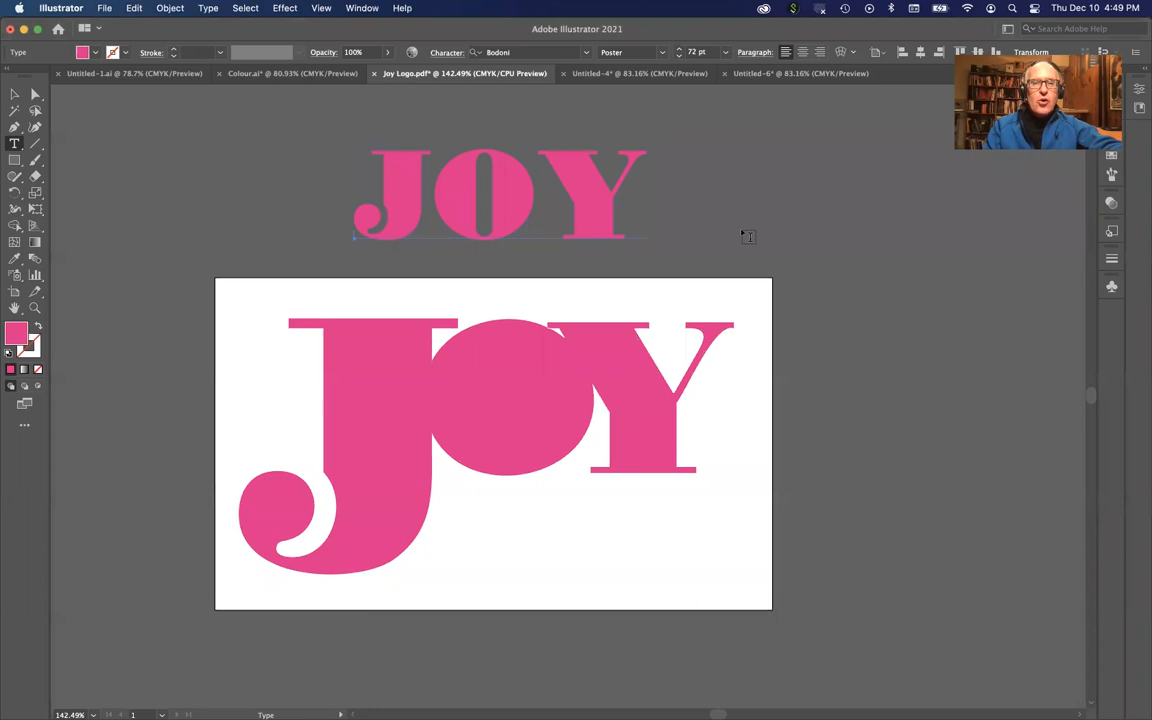 Illustrator File Edit Object Type Select Effect View Window Help Thu Dec 10 4:49 PM
Adobe Illustrator 2021 Search Adobe Help
Type Stroke: Opacity: 100% Character: Bodoni Poster 72 pt Paragraph: Transform
Untitled-1.ai @ 78.7% (CMYK/Preview) Colour.ai* @ 80.93% (CMYK/Preview) Joy Logo.pdf* @ 142.49% (CMYK/CPU Preview) Untitled-4* @ 83.16% (CMYK/Preview) Untitled-6* @ 83.16% (CMYK/Preview)
JOY
JOY
142.49% 1 Type